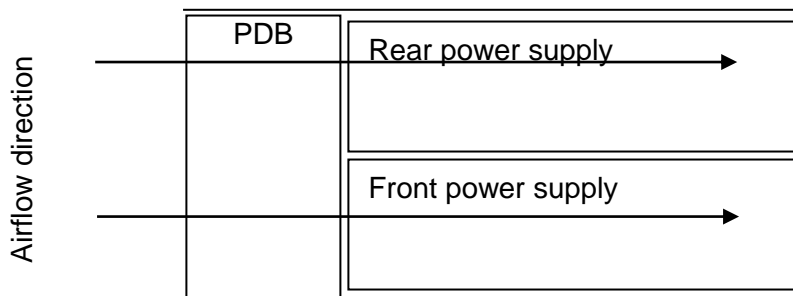 Airflow direction
PDB
Rear power supply
Front power supply